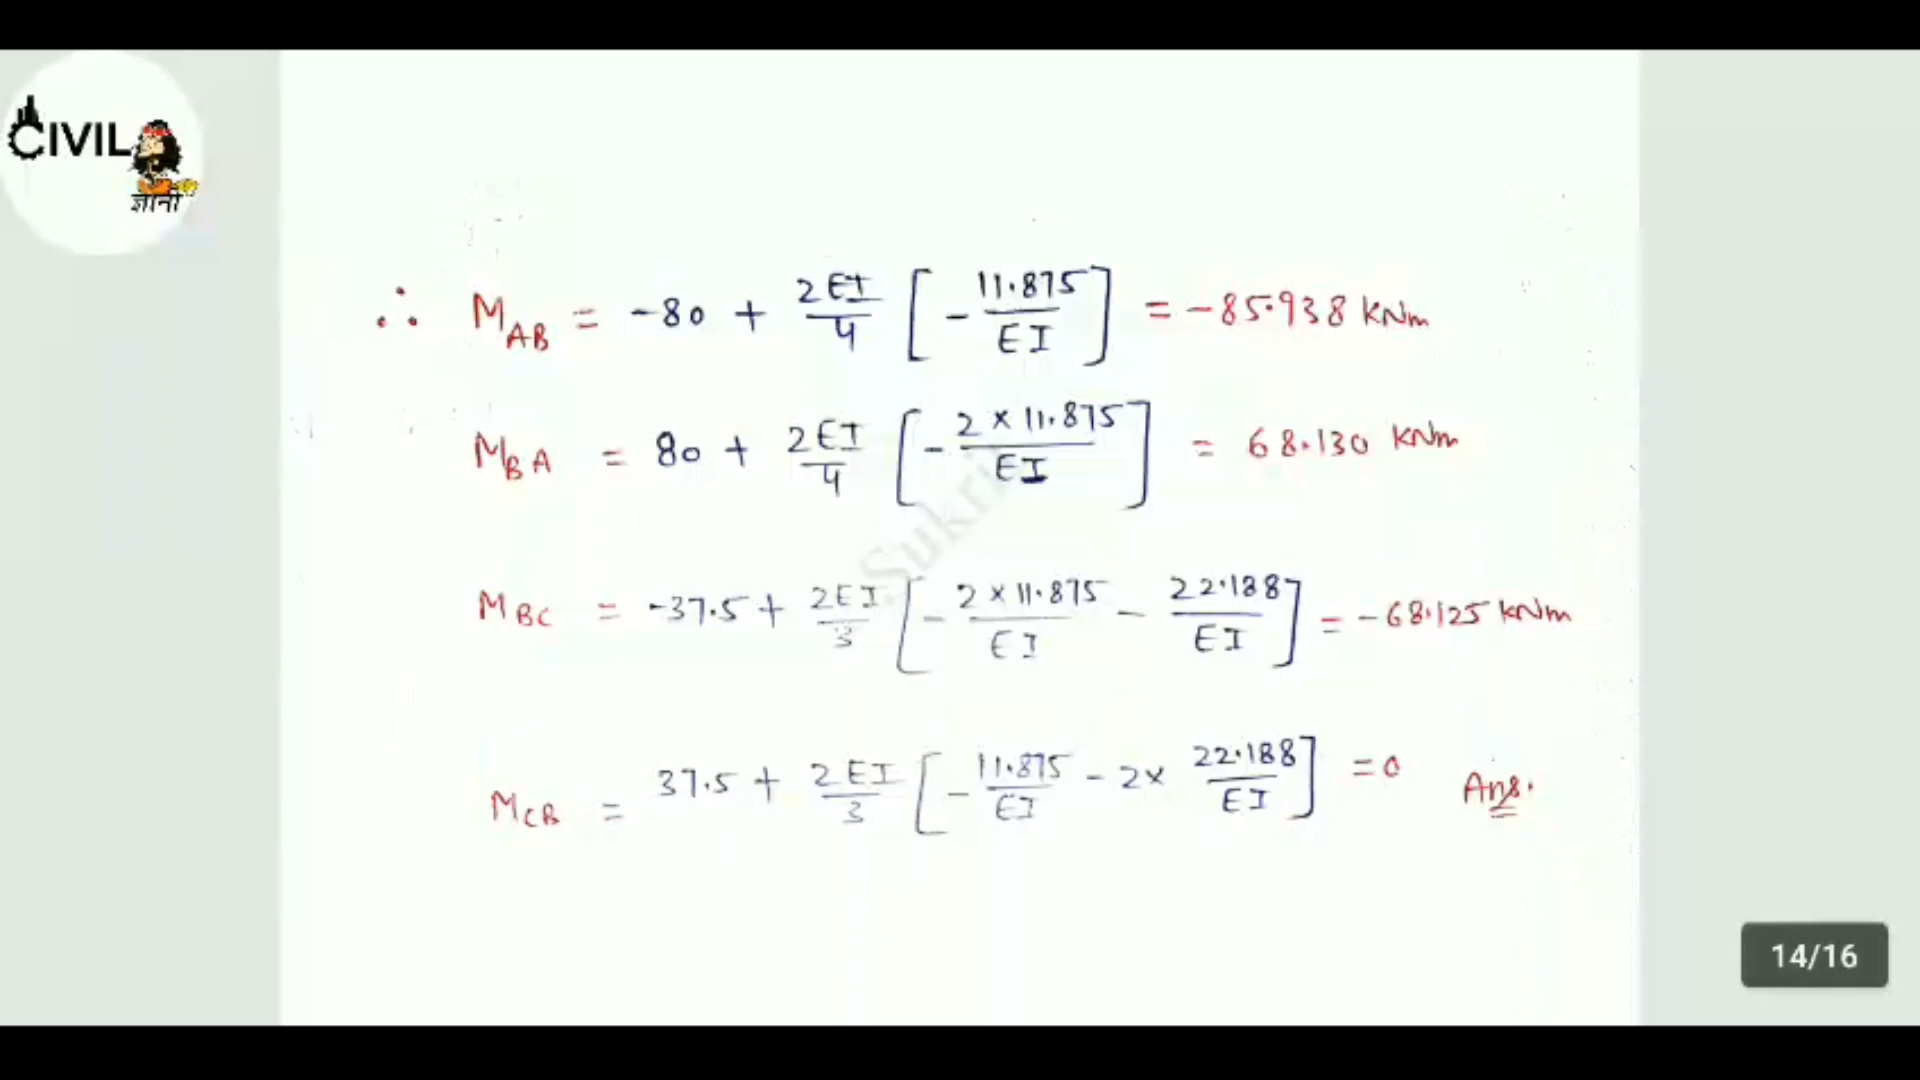 CIVIL
ज्ञानी
∴ M_AB = -80 + 2EI/4 [ - 11.875/EI ] = -85.938 kNm
M_BA = 80 + 2EI/4 [ - 2 × 11.875/EI ] = 68.130 kNm
Sukri
M_BC = -37.5 + 2EI/3 [ - 2 × 11.875/EI - 22.188/EI ] = -68.125 kNm
M_CB = 37.5 + 2EI/3 [ - 11.875/EI - 2× 22.188/EI ] = 0 Ans.
14/16